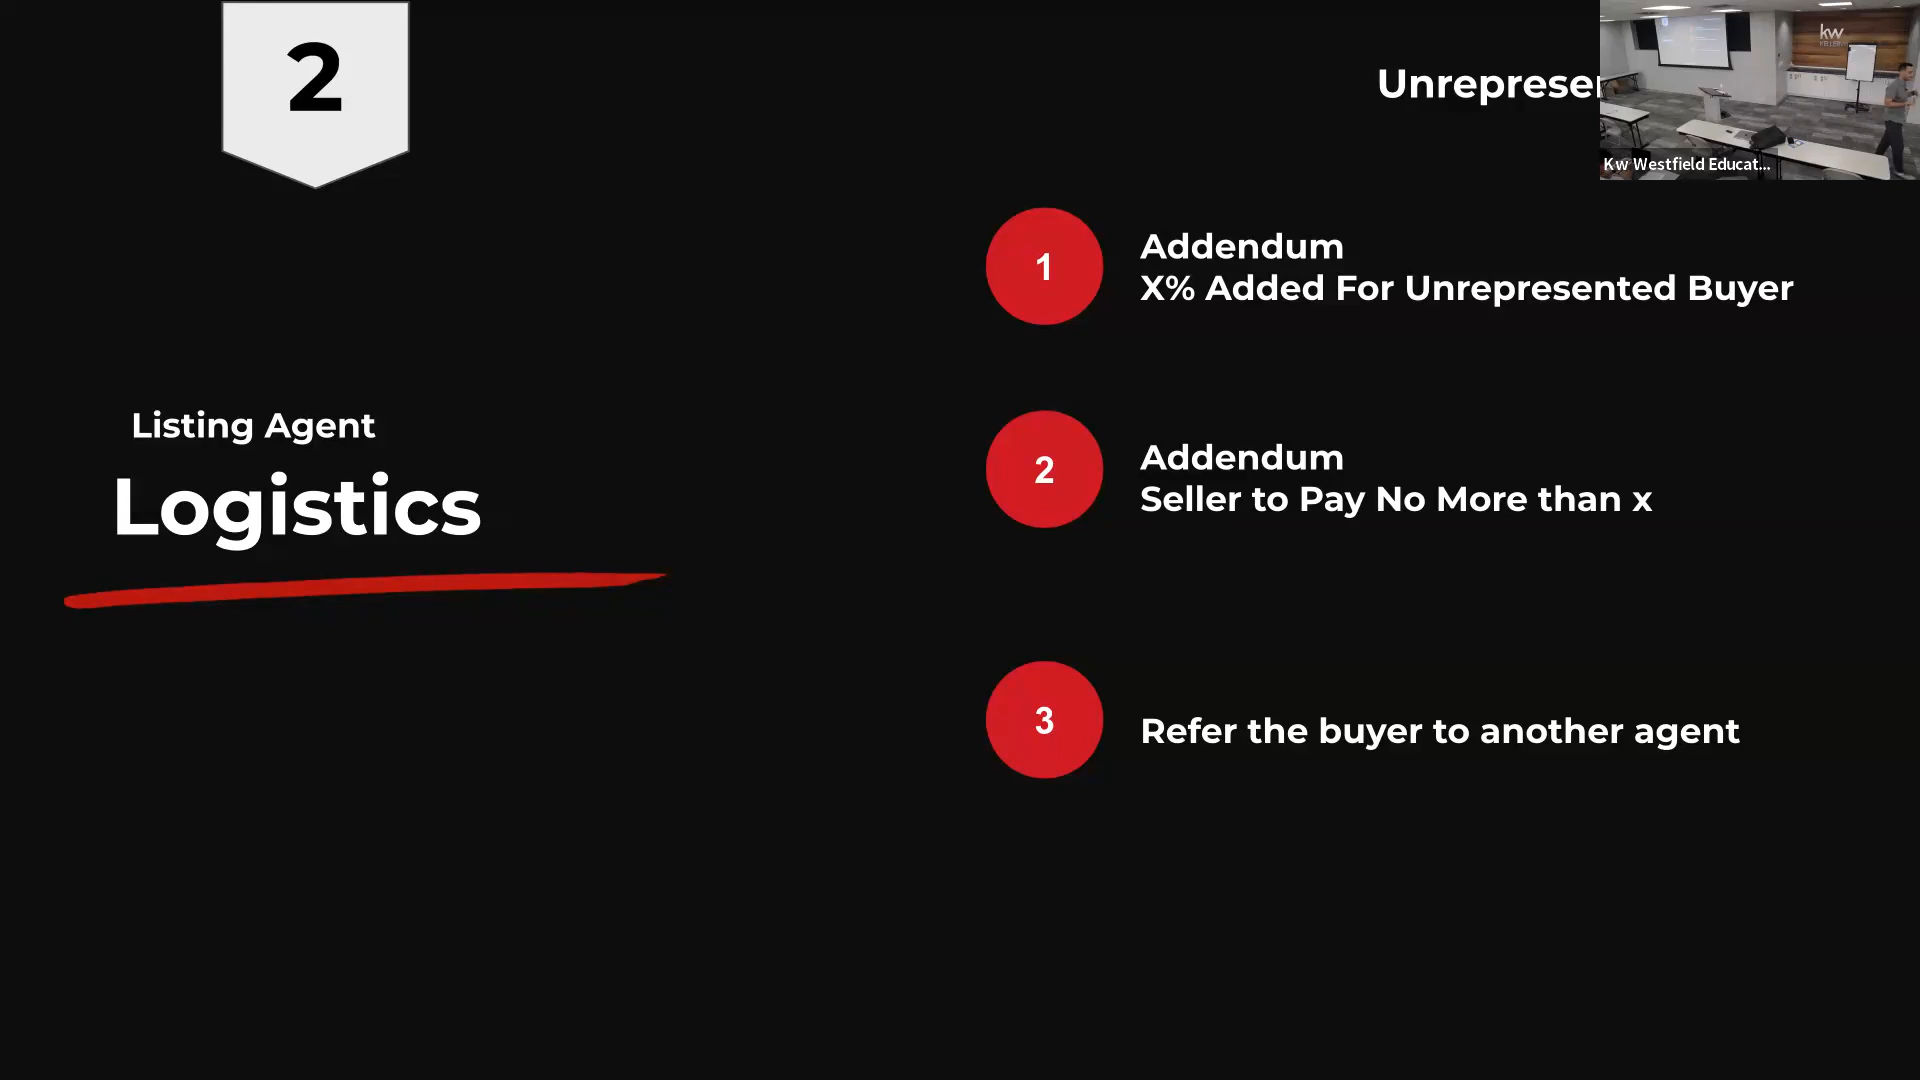 2
Unreprese
kw
Kw Westfield Educat...
1
Addendum
X% Added For Unrepresented Buyer
Listing Agent
Logistics
2
Addendum
Seller to Pay No More than x
3
Refer the buyer to another agent